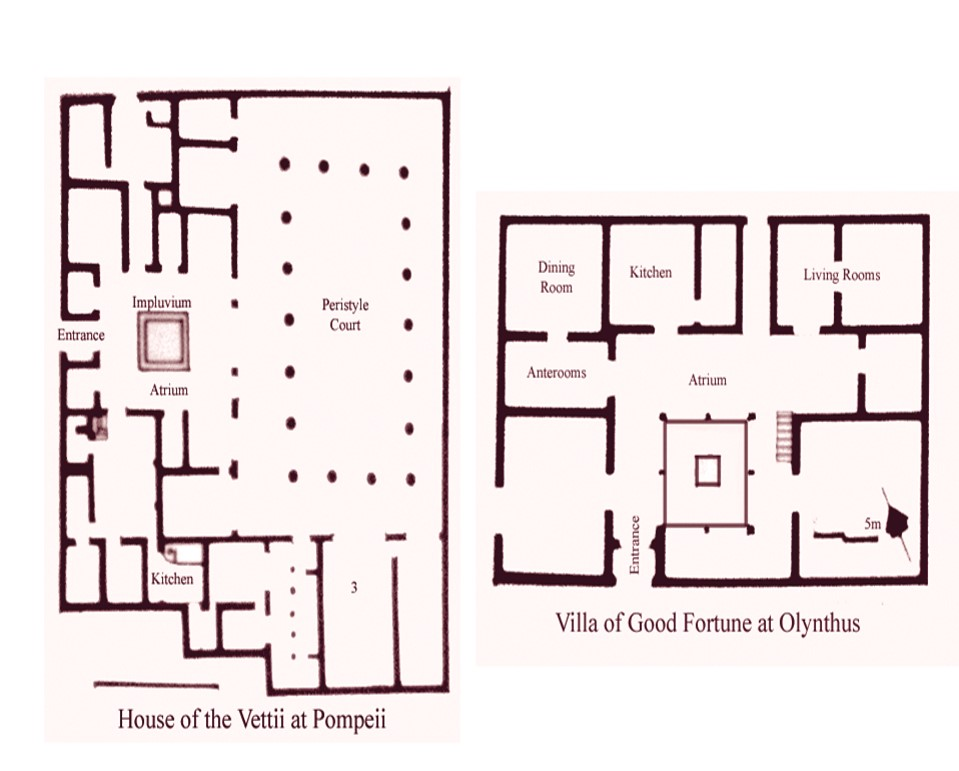 Impluvium
Entrance
Atrium
Peristyle
Court
Kitchen
3
House of the Vettii at Pompeii
Dining
Room
Kitchen
Living Rooms
Anterooms
Atrium
Entrance
5m
Villa of Good Fortune at Olynthus